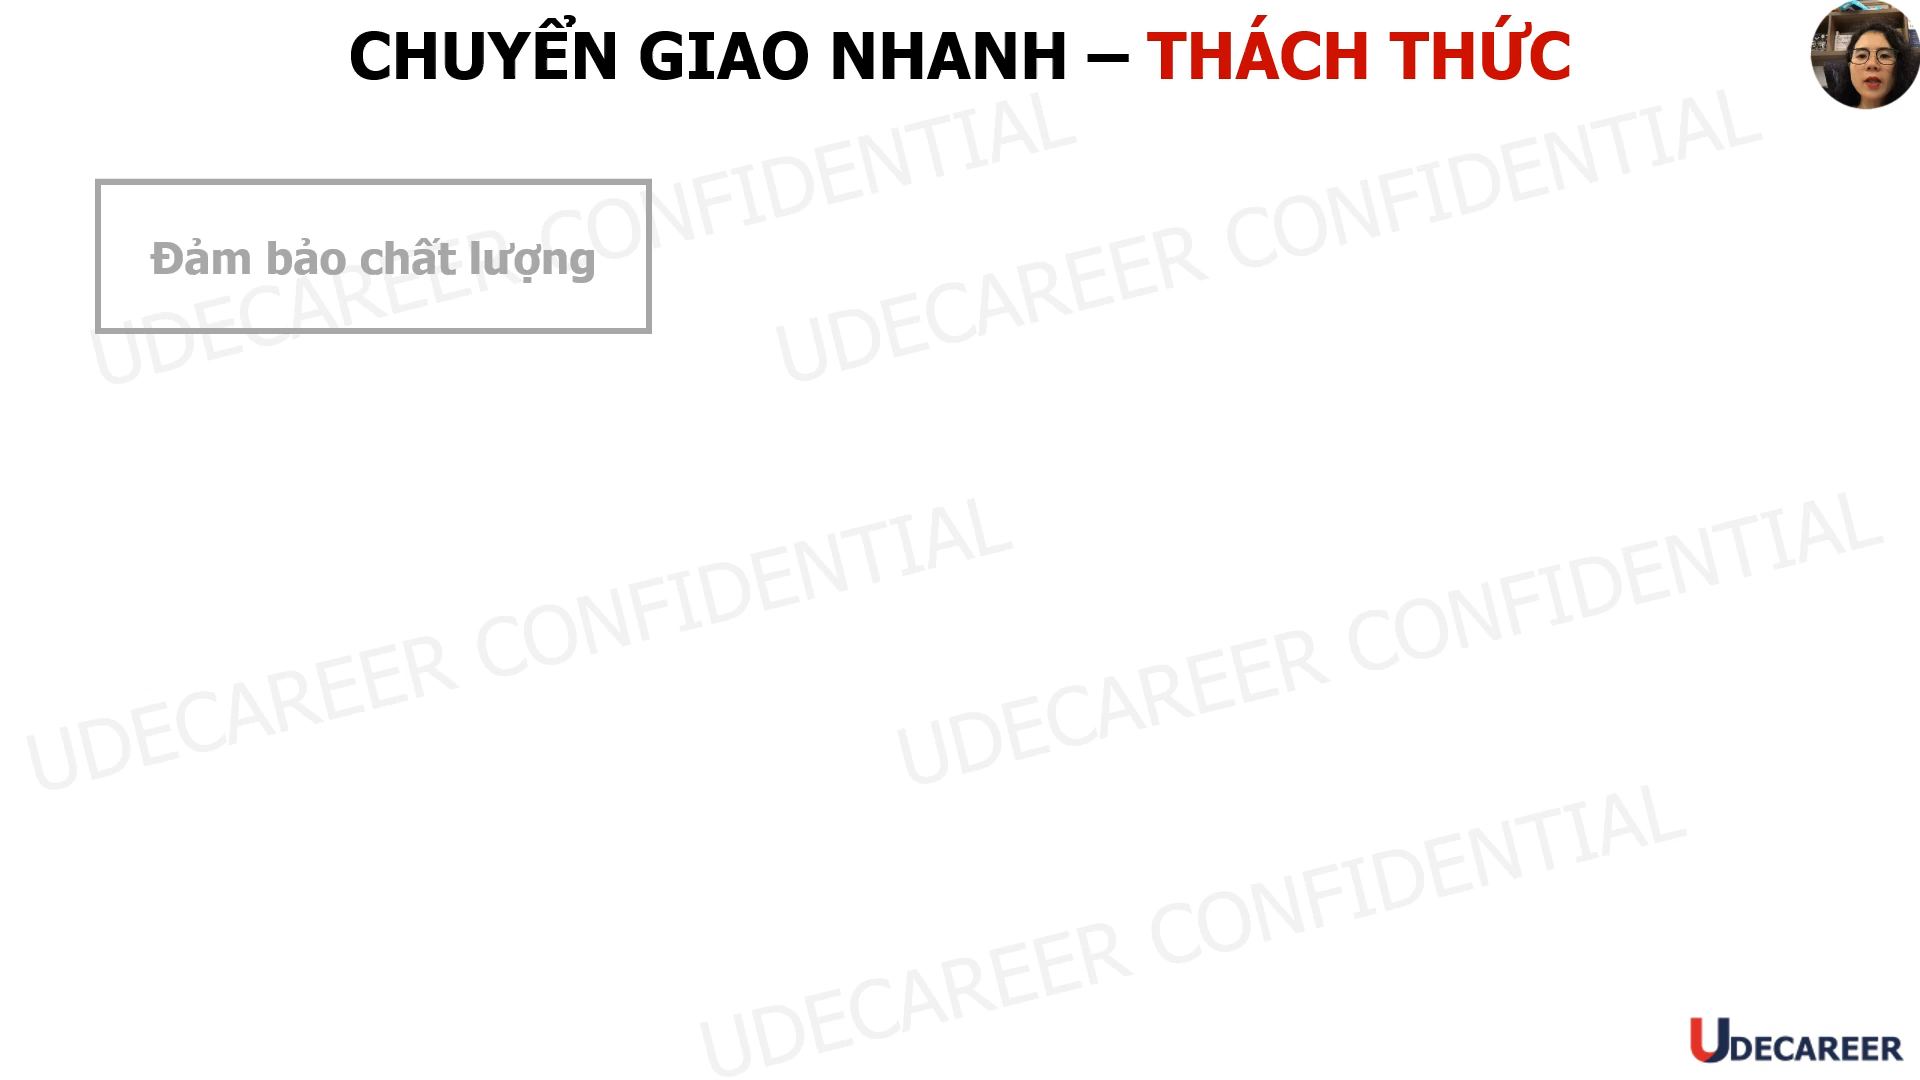 CHUYỂN GIAO NHANH – THÁCH THỨC
Đảm bảo chất lượng
UDECAREER CONFIDENTIAL
UDECAREER CONFIDENTIAL
UDECAREER CONFIDENTIAL
UDECAREER CONFIDENTIAL
UDECAREER CONFIDENTIAL
UDECAREER